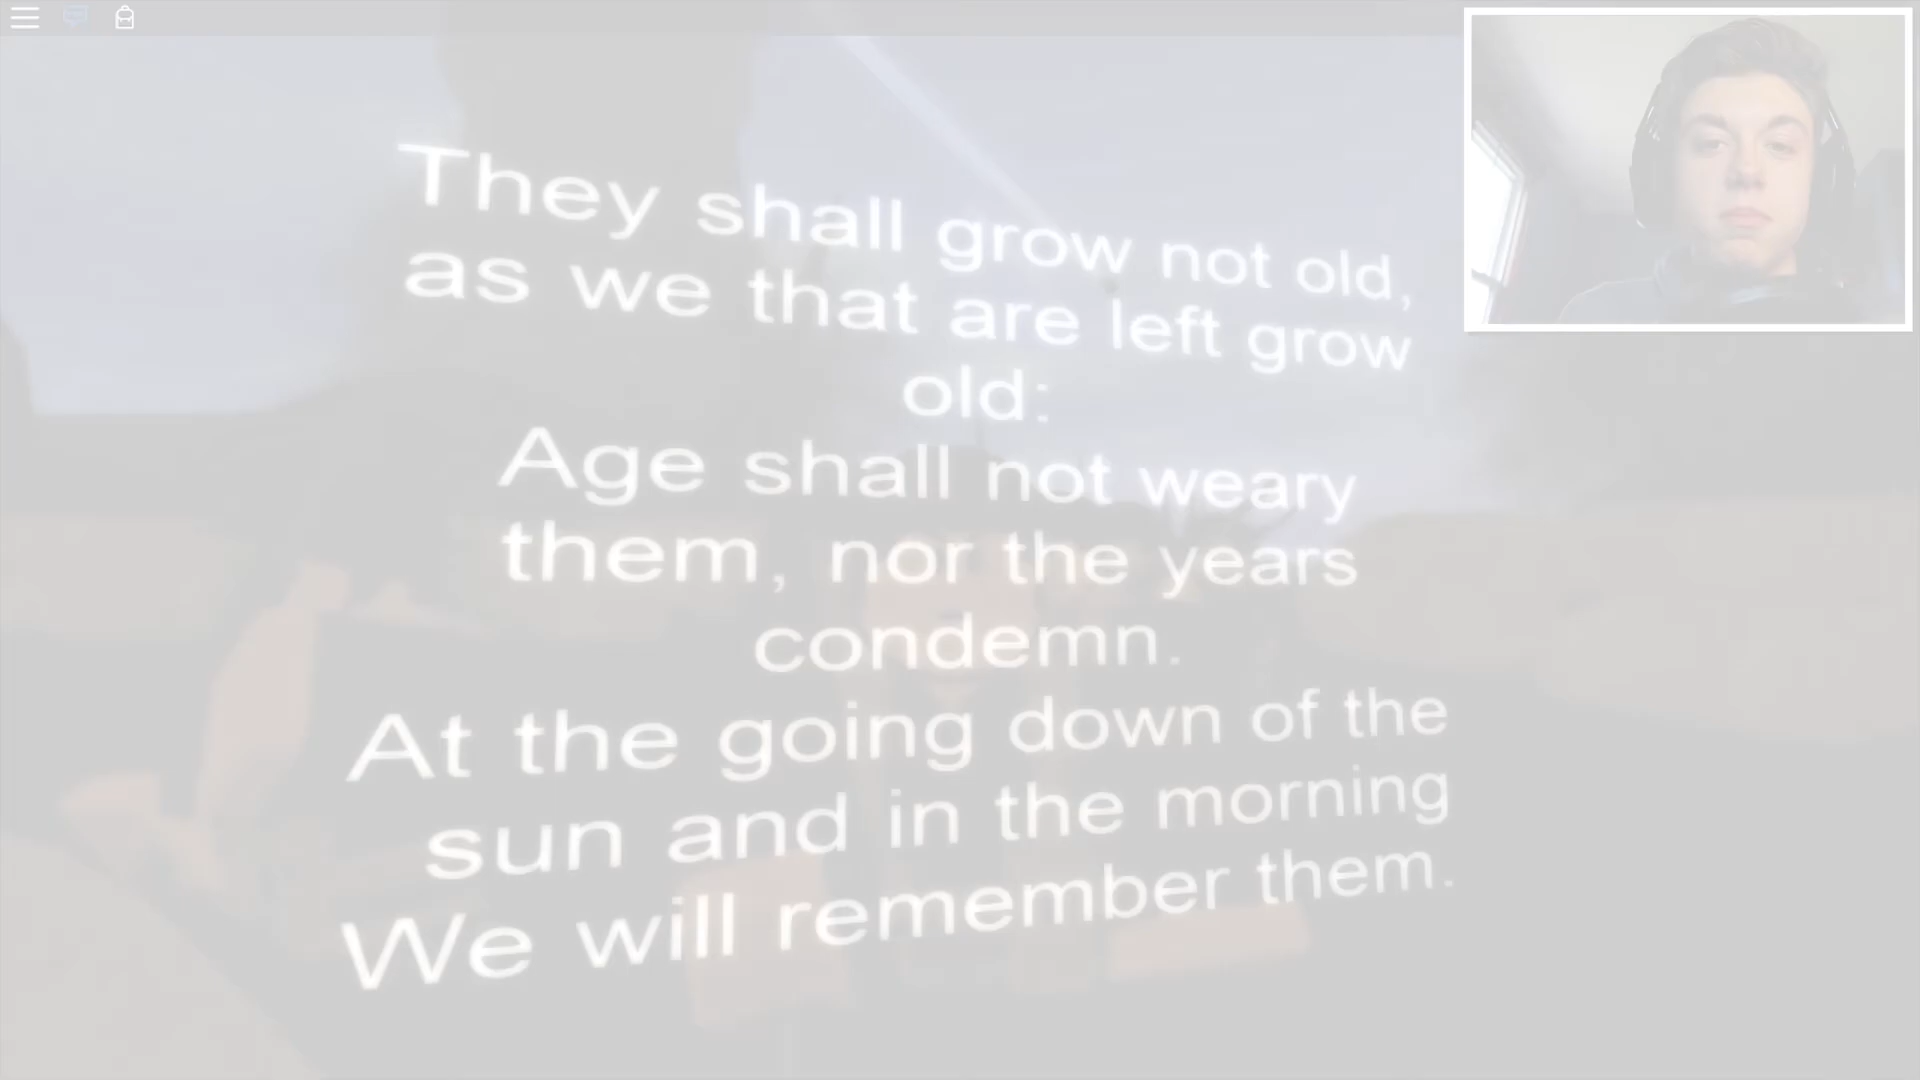 They shall grow not old,
as we that are left grow
old:
Age shall not weary
them, nor the years
condemn.
At the going down of the
sun and in the morning
We will remember them.